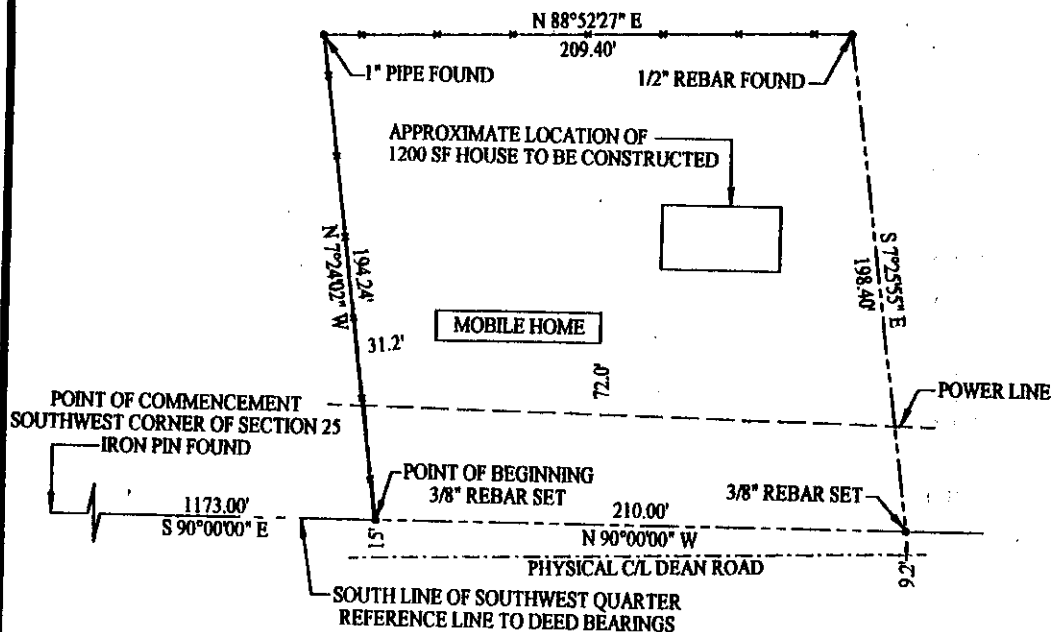 N 88°52'27" E
209.40'
1" PIPE FOUND
1/2" REBAR FOUND
APPROXIMATE LOCATION OF
1200 SF HOUSE TO BE CONSTRUCTED
N 7°24'02" W
194.24'
S 7°25'55" E
198.40'
MOBILE HOME
31.2'
72.0'
POWER LINE
POINT OF COMMENCEMENT
SOUTHWEST CORNER OF SECTION 25
IRON PIN FOUND
POINT OF BEGINNING
3/8" REBAR SET
3/8" REBAR SET
1173.00'
S 90°00'00" E
210.00'
N 90°00'00" W
15'
9.2'
PHYSICAL C/L DEAN ROAD
SOUTH LINE OF SOUTHWEST QUARTER
REFERENCE LINE TO DEED BEARINGS